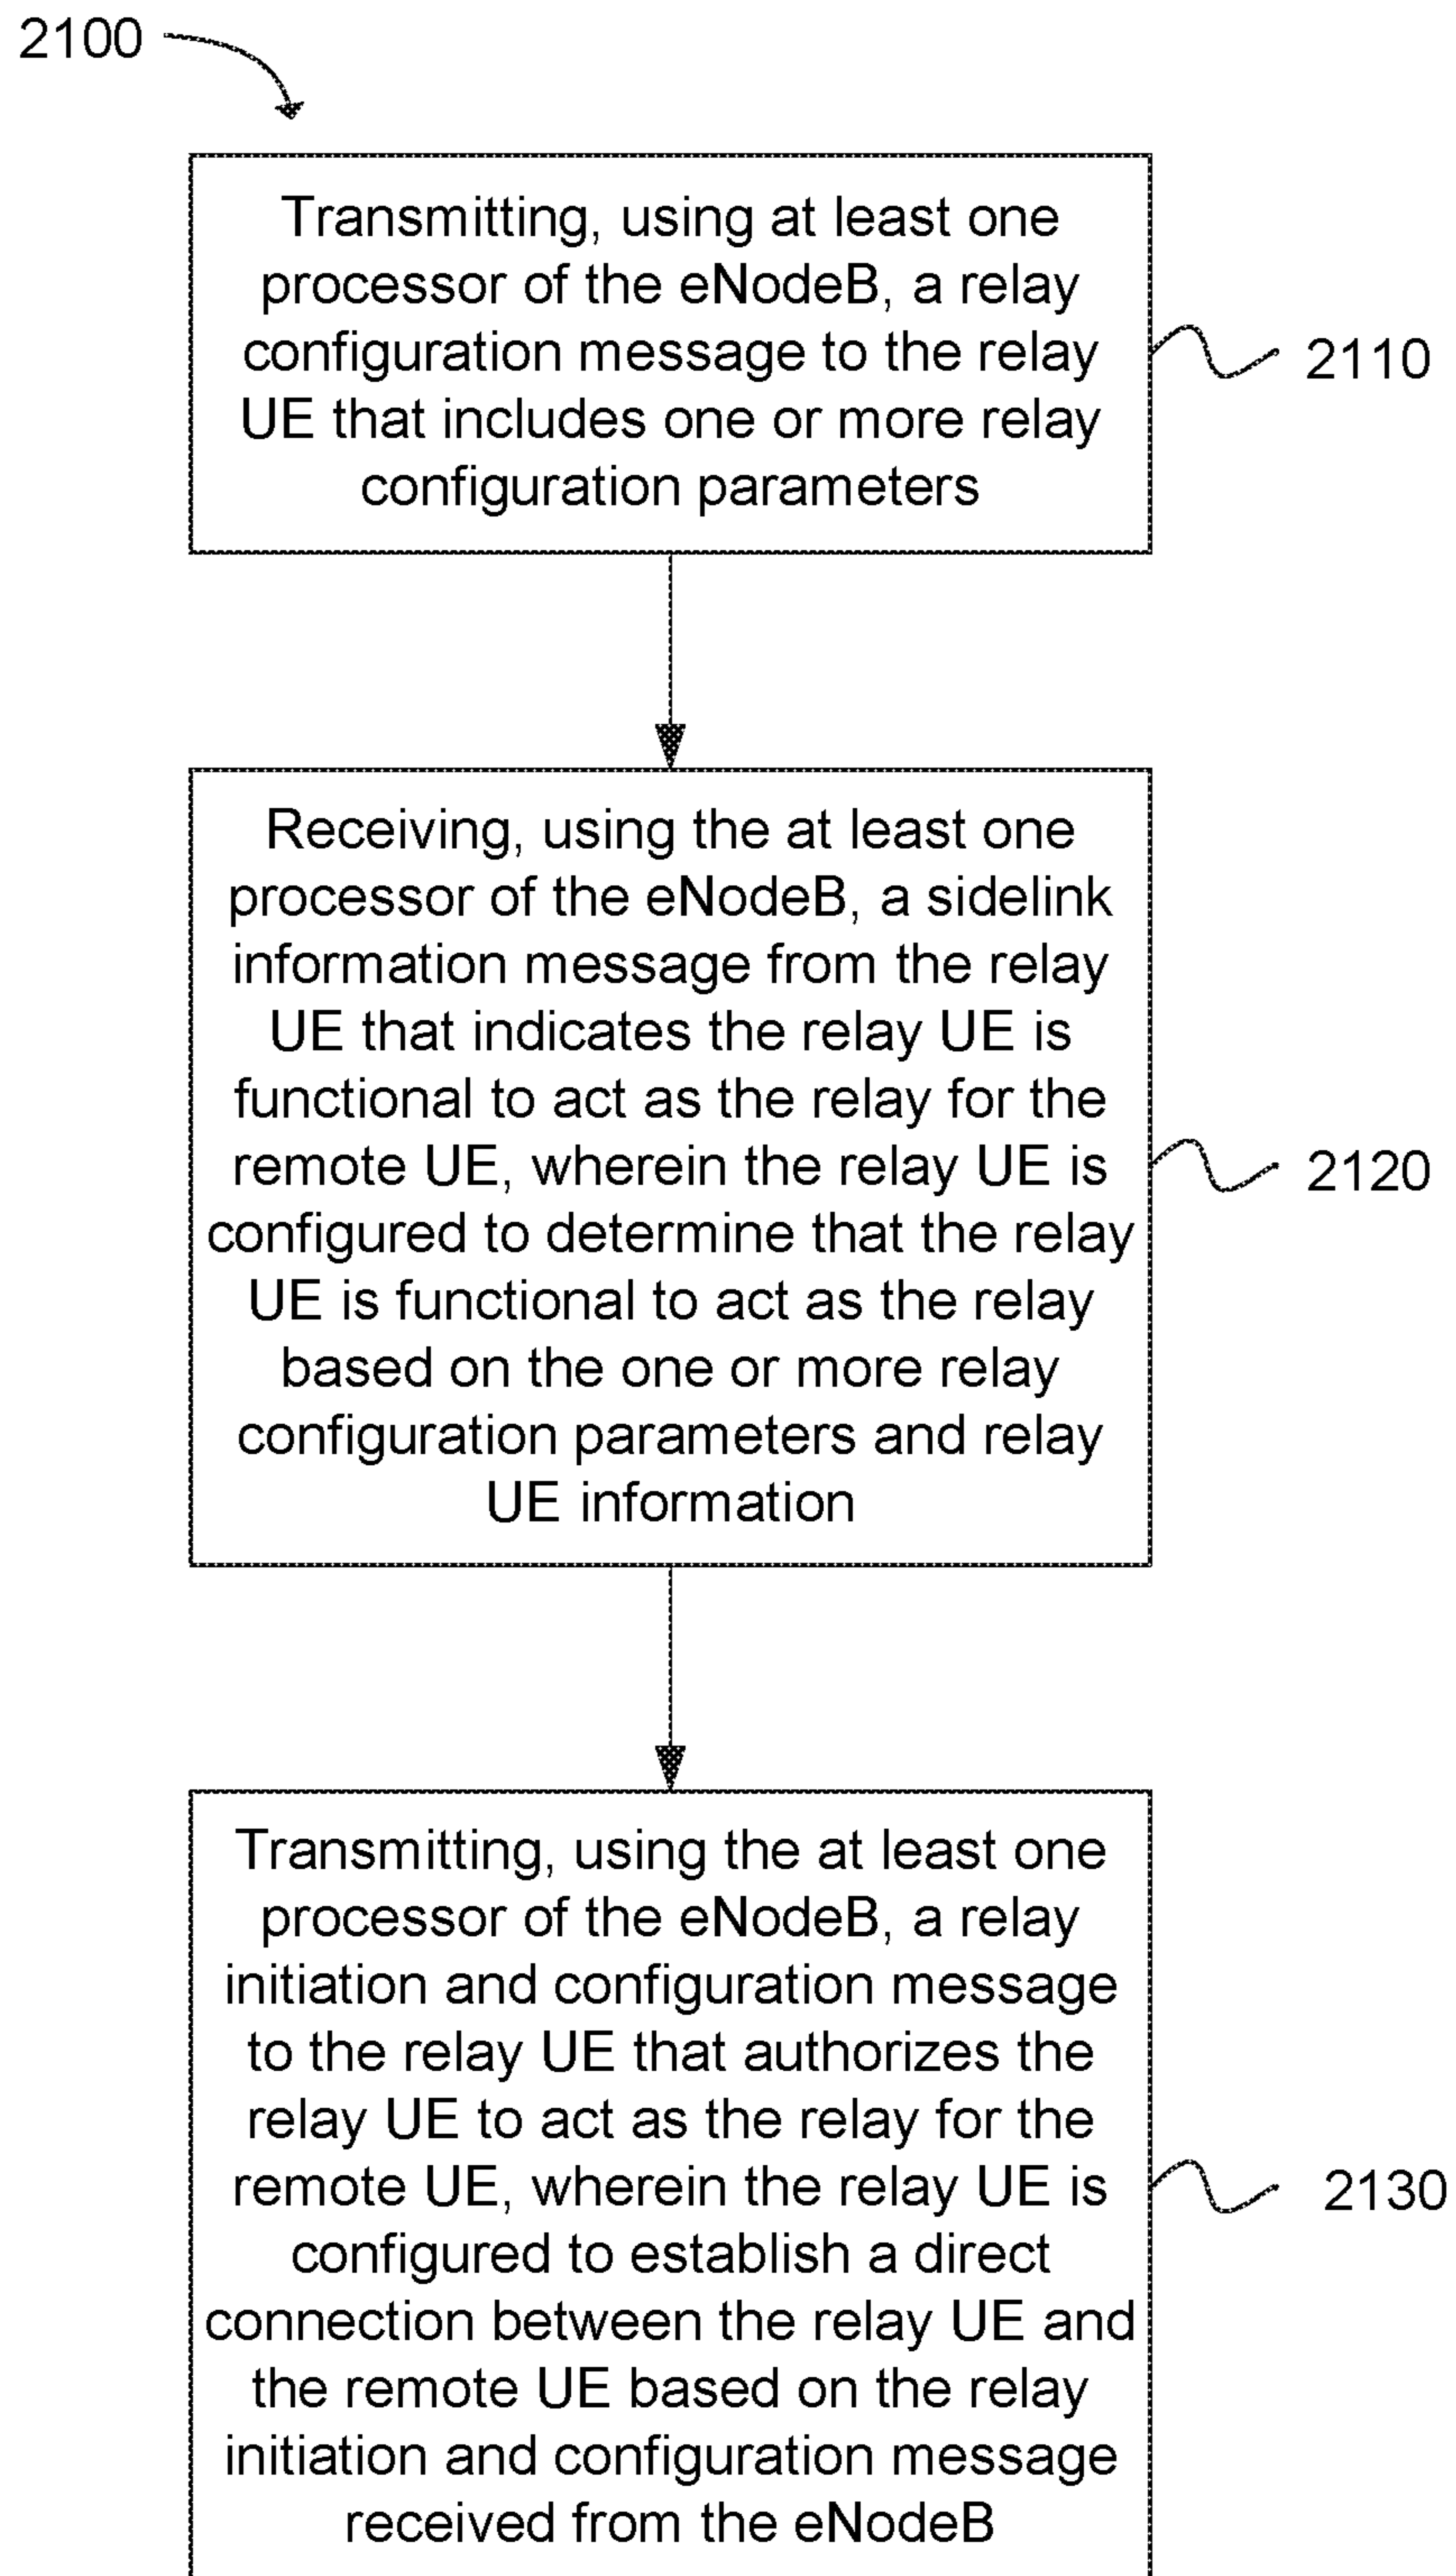 2100
Transmitting, using at least one
processor of the eNodeB, a relay
configuration message to the relay
UE that includes one or more relay
configuration parameters
2110
Receiving, using the at least one
processor of the eNodeB, a sidelink
information message from the relay
UE that indicates the relay UE is
functional to act as the relay for the
remote UE, wherein the relay UE is
configured to determine that the relay
UE is functional to act as the relay
based on the one or more relay
configuration parameters and relay
UE information
2120
Transmitting, using the at least one
processor of the eNodeB, a relay
initiation and configuration message
to the relay UE that authorizes the
relay UE to act as the relay for the
remote UE, wherein the relay UE is
configured to establish a direct
connection between the relay UE and
the remote UE based on the relay
initiation and configuration message
received from the eNodeB
2130